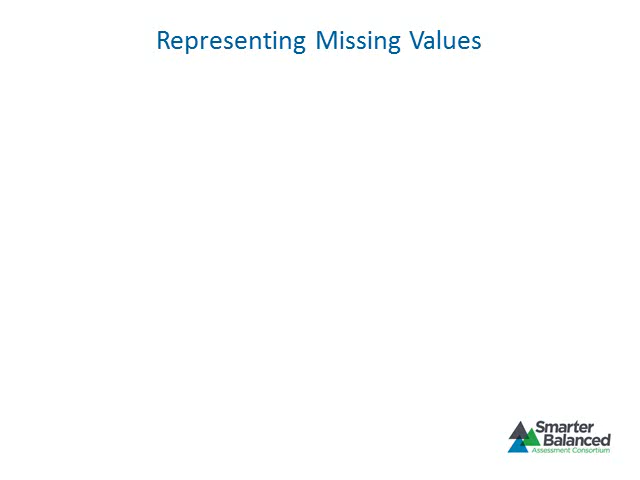 Representing Missing Values
Smarter
Balanced
Assessment Consortium